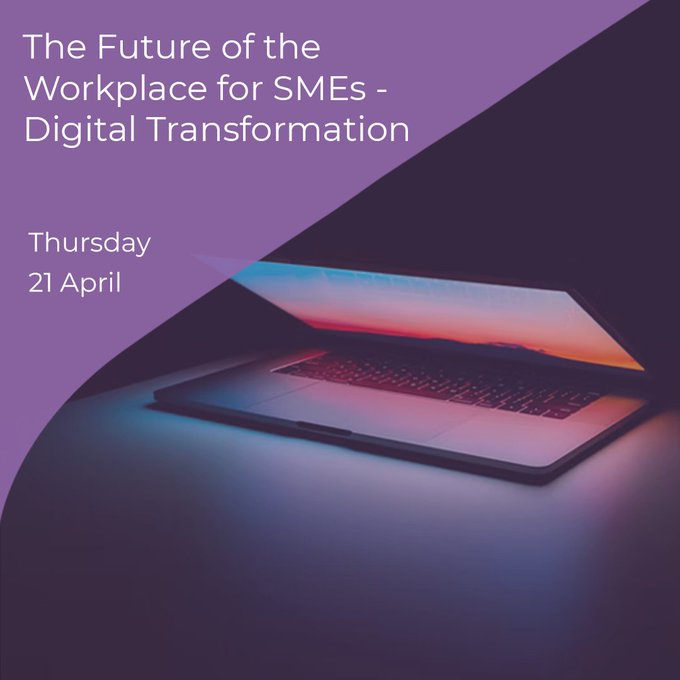 The Future of the
Workplace for SMEs -
Digital Transformation
Thursday
21 April